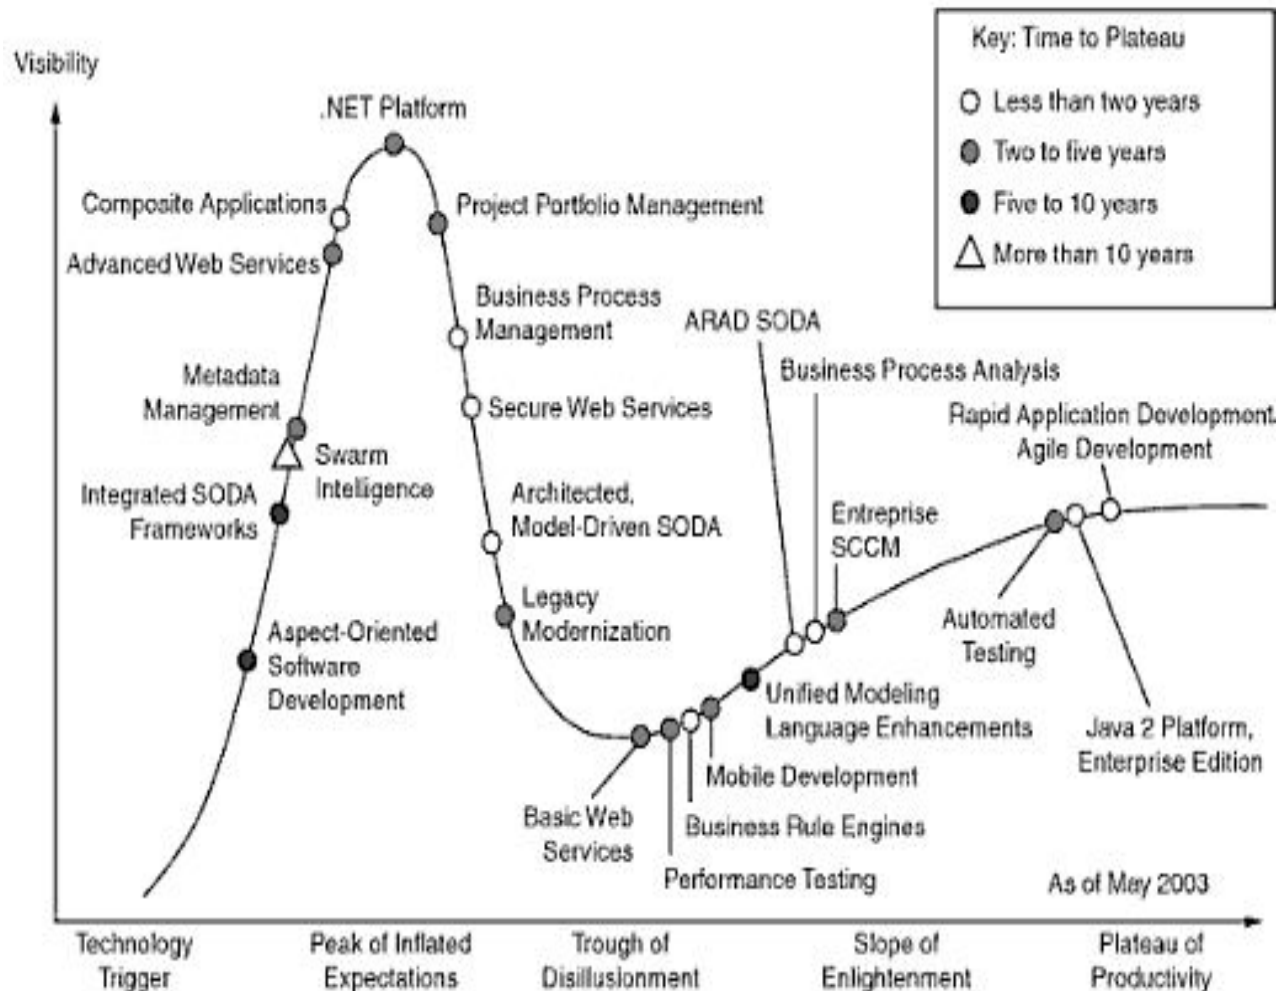 Key: Time to Plateau
Less than two years
Two to five years
Five to 10 years
More than 10 years
Visibility
.NET Platform
Composite Applications
Project Portfolio Management
Advanced Web Services
Business Process
Management
ARAD SODA
Business Process Analysis
Metadata
Management
Secure Web Services
Rapid Application Development,
Agile Development
Swarm
Intelligence
Integrated SODA
Frameworks
Architected,
Model-Driven SODA
Entreprise
SCCM
Legacy
Modernization
Automated
Testing
Aspect-Oriented
Software
Development
Unified Modeling
Language Enhancements
Java 2 Platform,
Enterprise Edition
Mobile Development
Basic Web
Services
Business Rule Engines
Performance Testing
As of May 2003
Technology
Trigger
Peak of Inflated
Expectations
Trough of
Disillusionment
Slope of
Enlightenment
Plateau of
Productivity